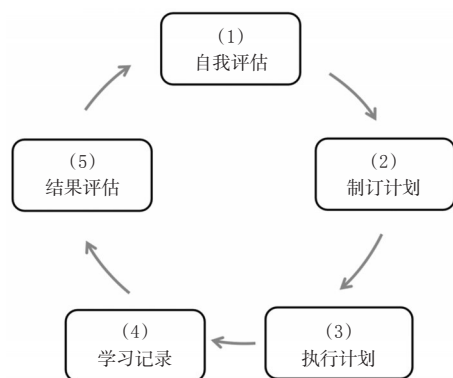 (1)
自我评估
(2)
制订计划
(3)
执行计划
(4)
学习记录
(5)
结果评估